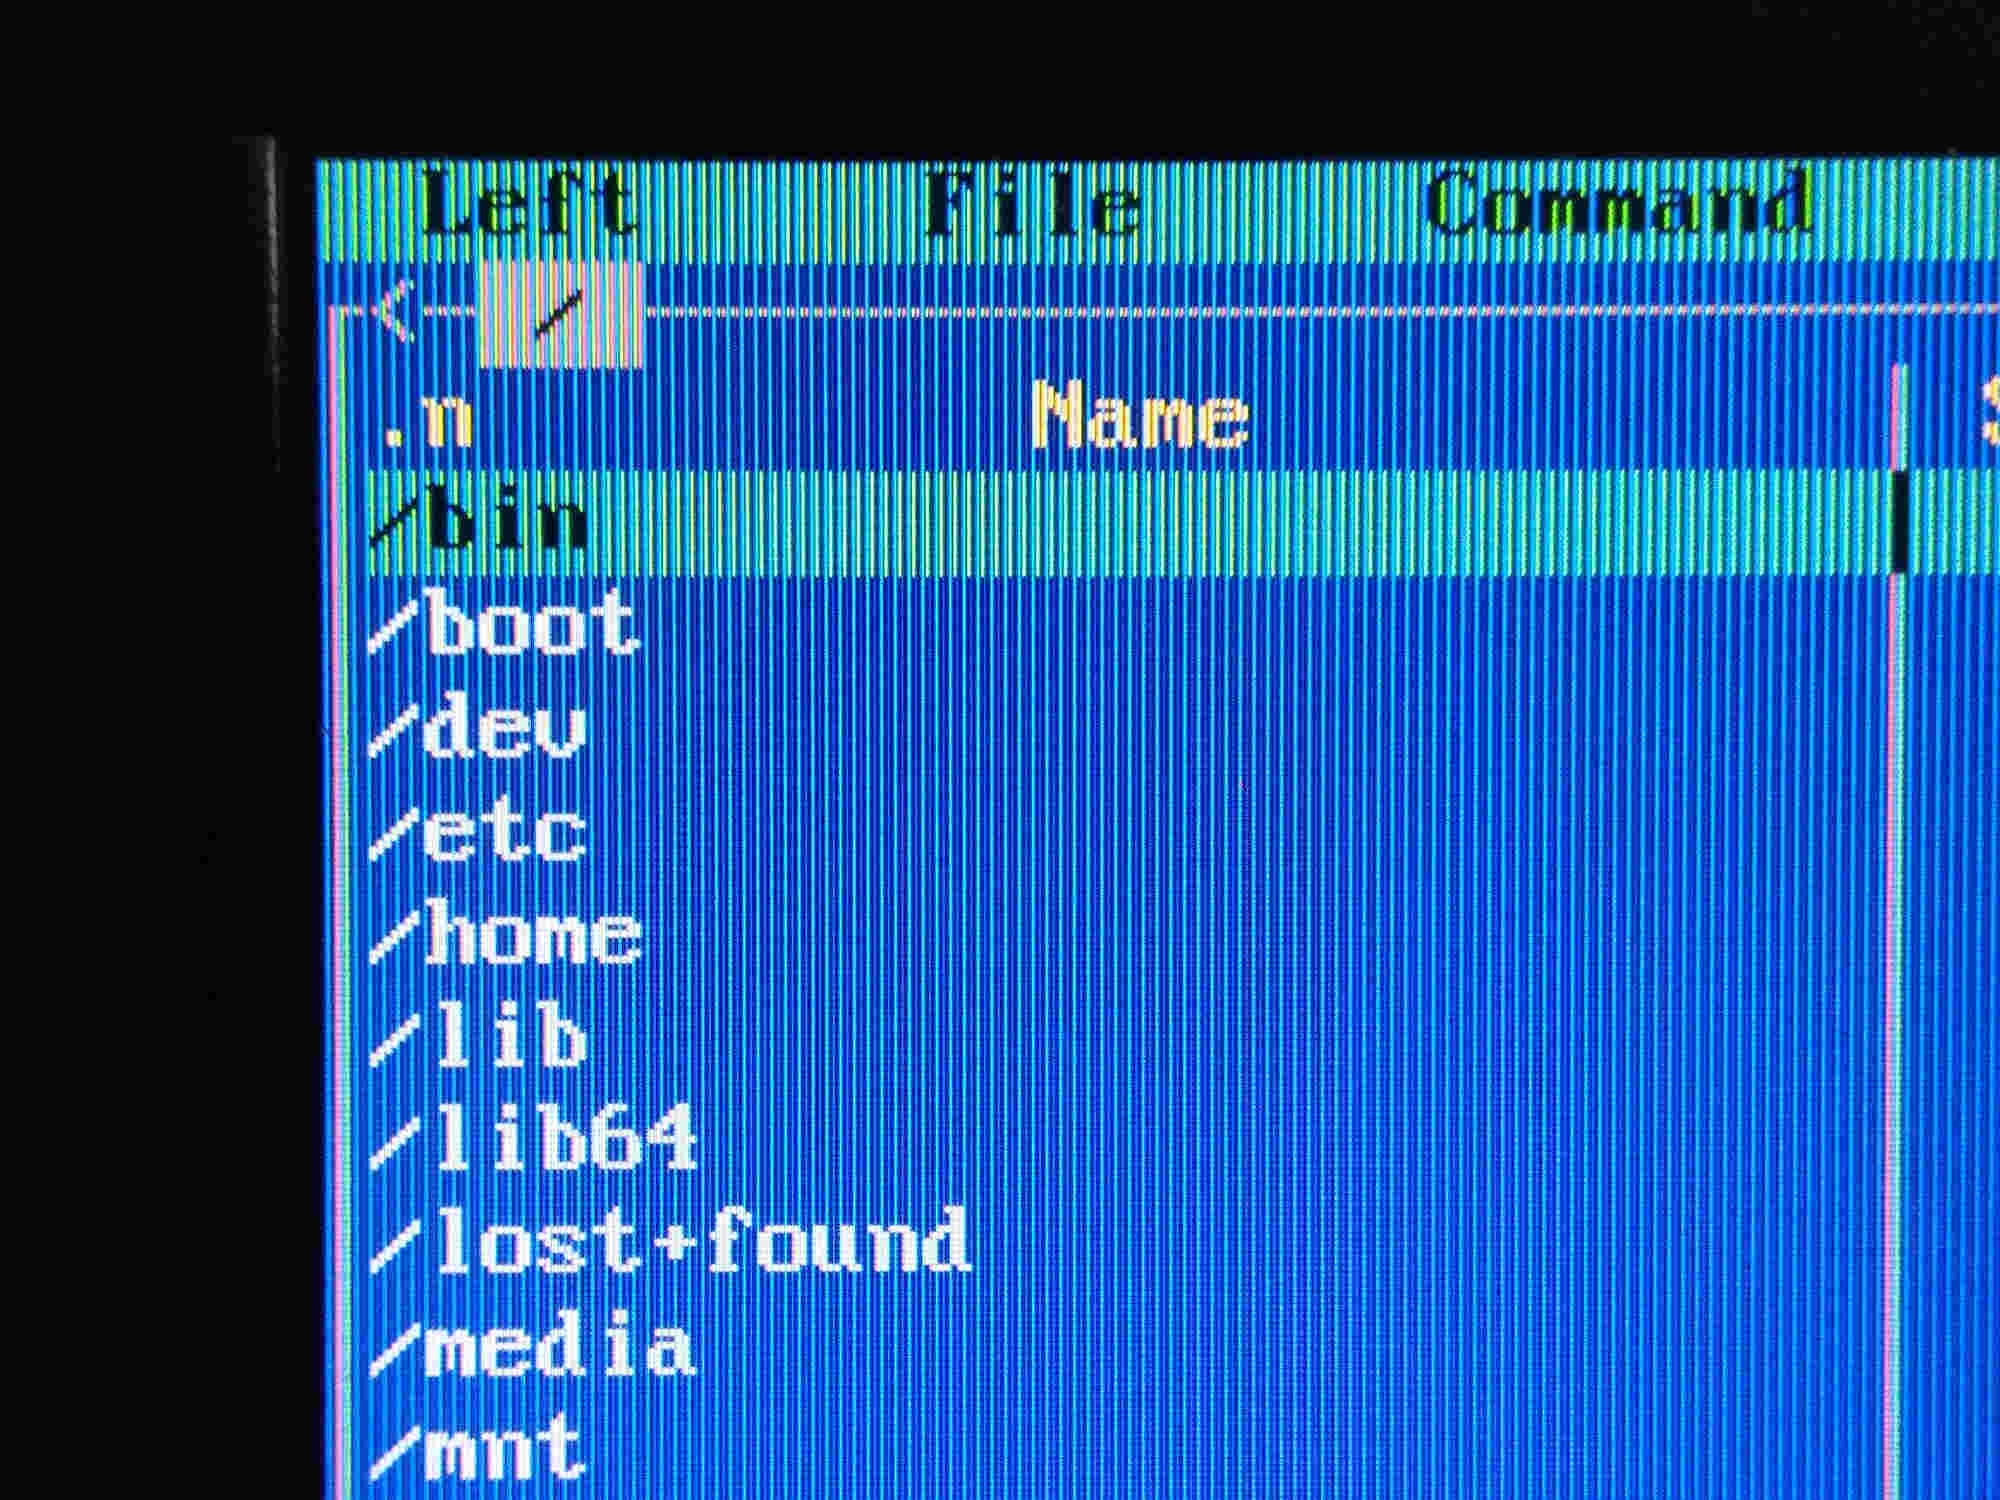 Left File Command
< /
.n Name S
/bin
/boot
/dev
/etc
/home
/lib
/lib64
/lost+found
/media
/mnt